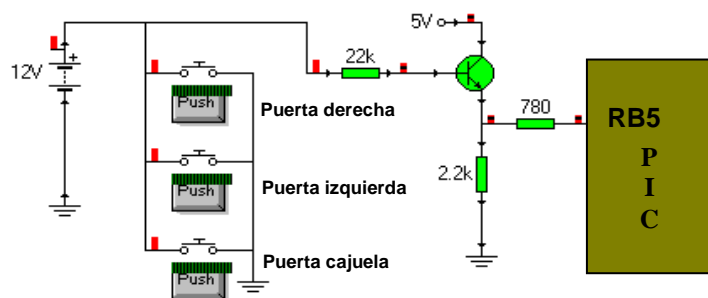 5V
22k
12V
+
Push
Puerta derecha
780
RB5
P
I
C
Push
Puerta izquierda
2.2k
Push
Puerta cajuela